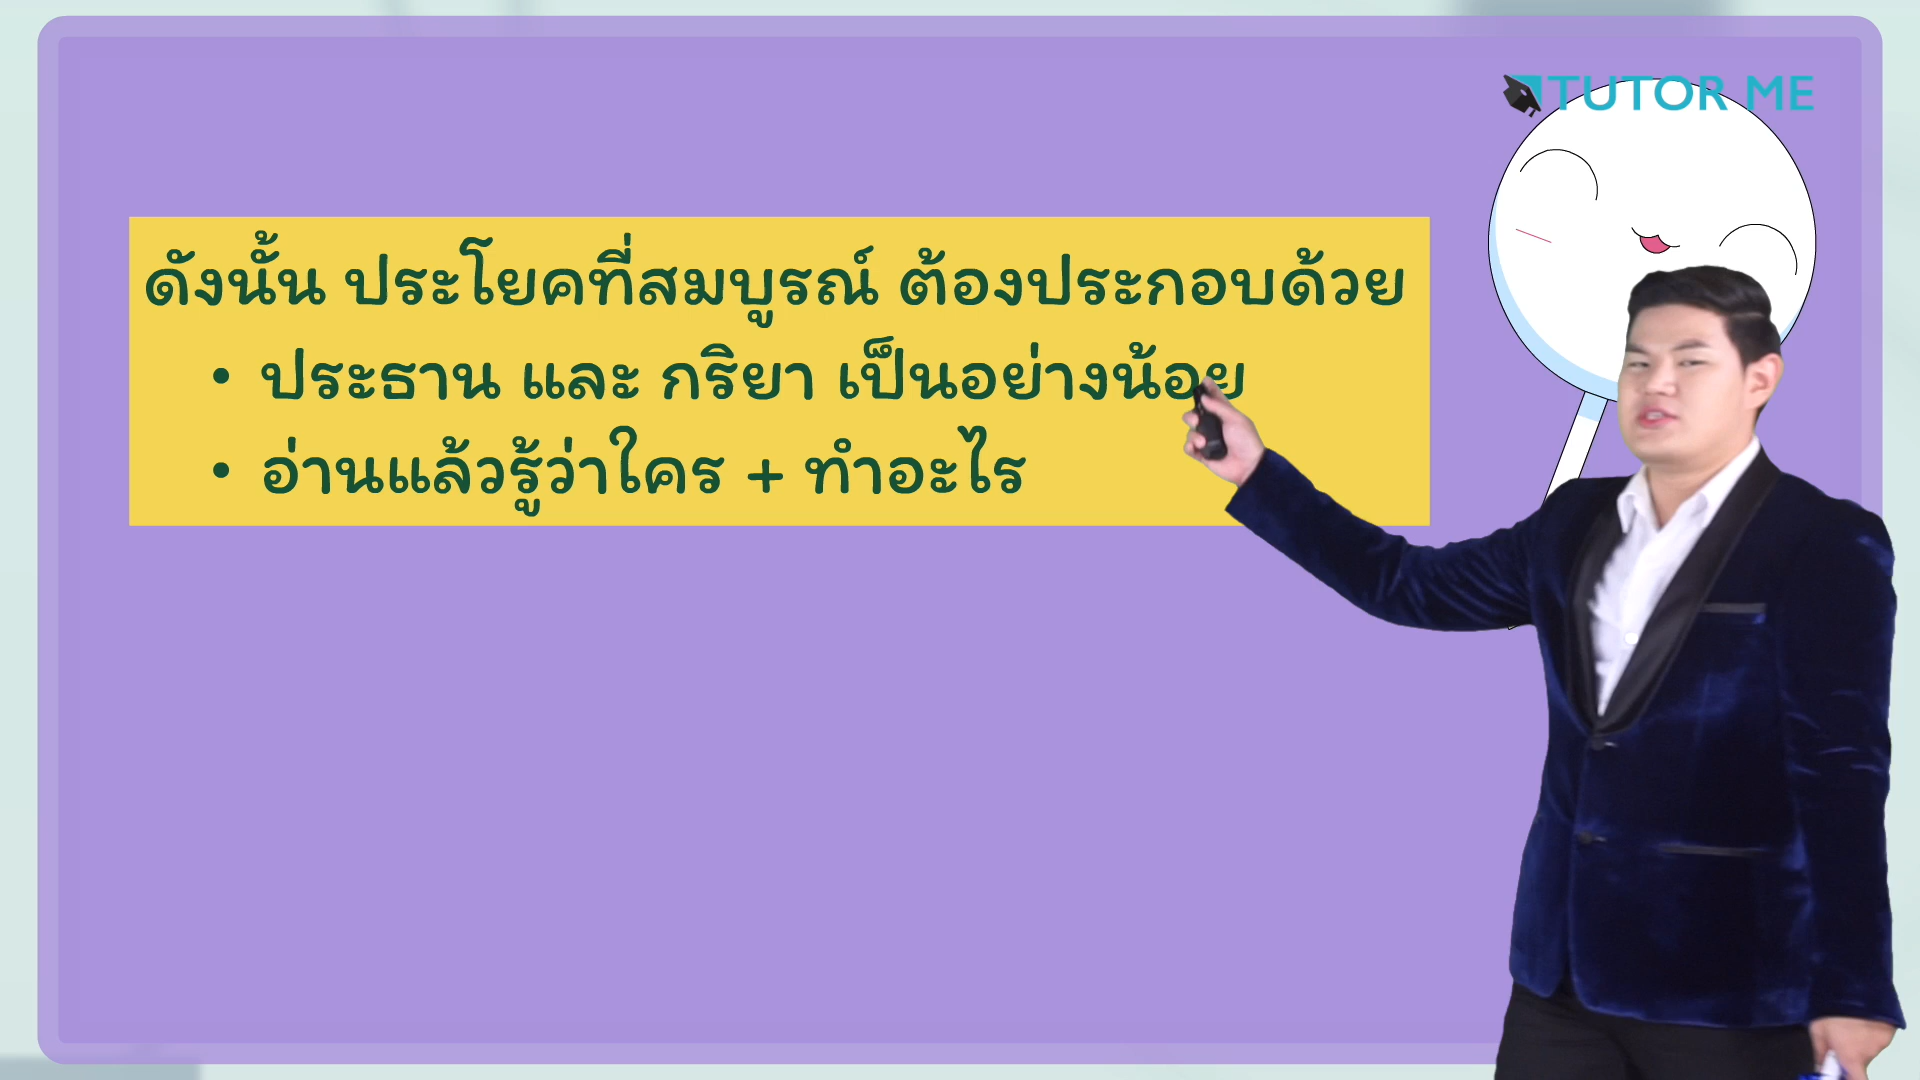 TUTOR ME
ดังนั้น ประโยคที่สมบูรณ์ ต้องประกอบด้วย
• ประธาน และ กริยา เป็นอย่างน้อย
• อ่านแล้วรู้ว่าใคร + ทำอะไร